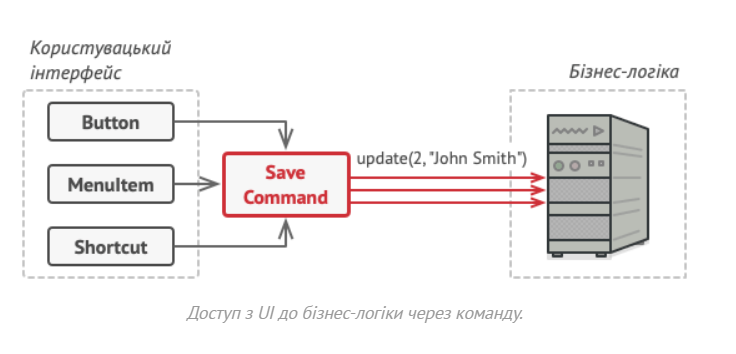 Користувацький
інтерфейс
Бізнес-логіка
Button
MenuItem
Shortcut
Save
Command
update(2, "John Smith")
Доступ з UI до бізнес-логіки через команду.